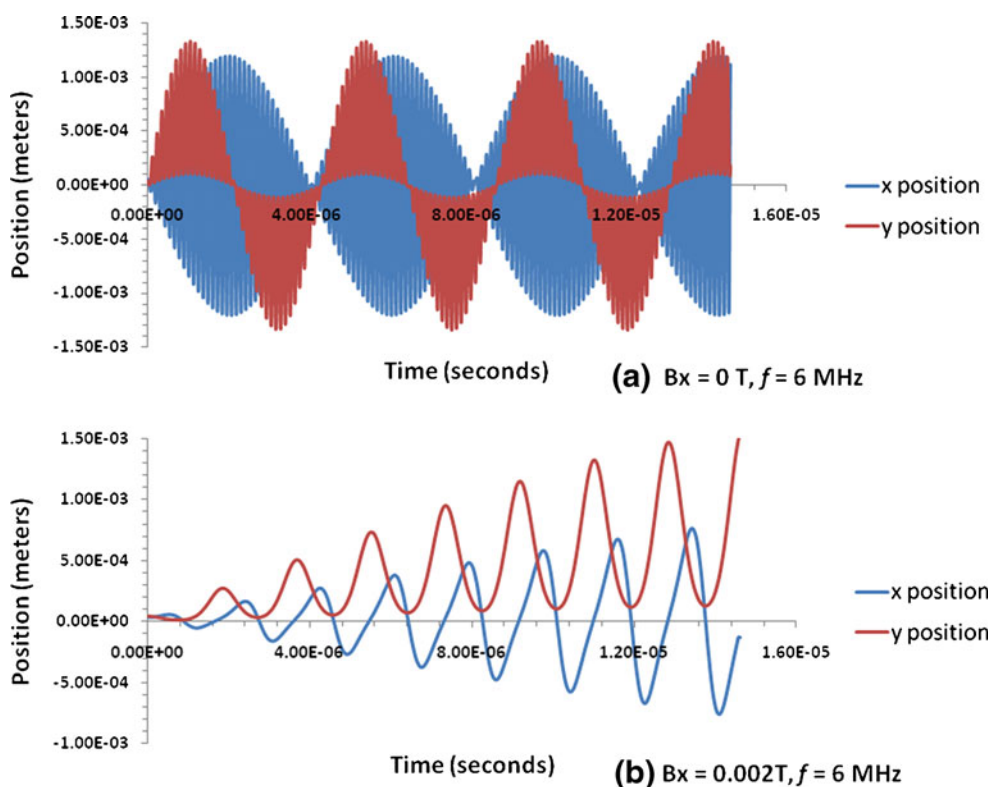 1.50E-03
1.00E-03
5.00E-04
0.00E+00
-5.00E-04
-1.00E-03
-1.50E-03
Position (meters)
0.00E+00 4.00E-06 8.00E-06 1.20E-05 1.60E-05
x position
y position
Time (seconds)
(a) Bx = 0 T, f = 6 MHz
1.50E-03
1.00E-03
5.00E-04
0.00E+00
-5.00E-04
-1.00E-03
Position (meters)
0.00E+00 4.00E-06 8.00E-06 1.20E-05 1.60E-05
x position
y position
Time (seconds)
(b) Bx = 0.002T, f = 6 MHz